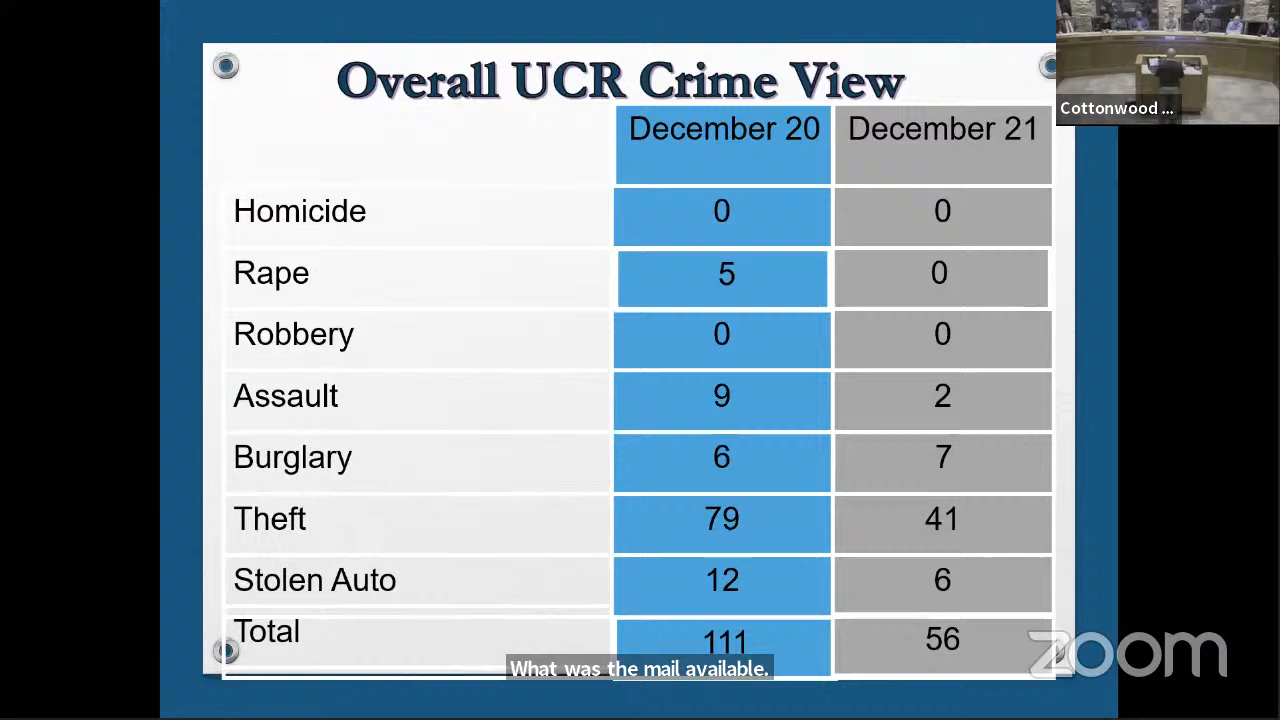 Overall UCR Crime View
Cottonwood ...
December 20 December 21
Homicide 0 0
Rape 5 0
Robbery 0 0
Assault 9 2
Burglary 6 7
Theft 79 41
Stolen Auto 12 6
Total 111 56
zoom
What was the mail available.